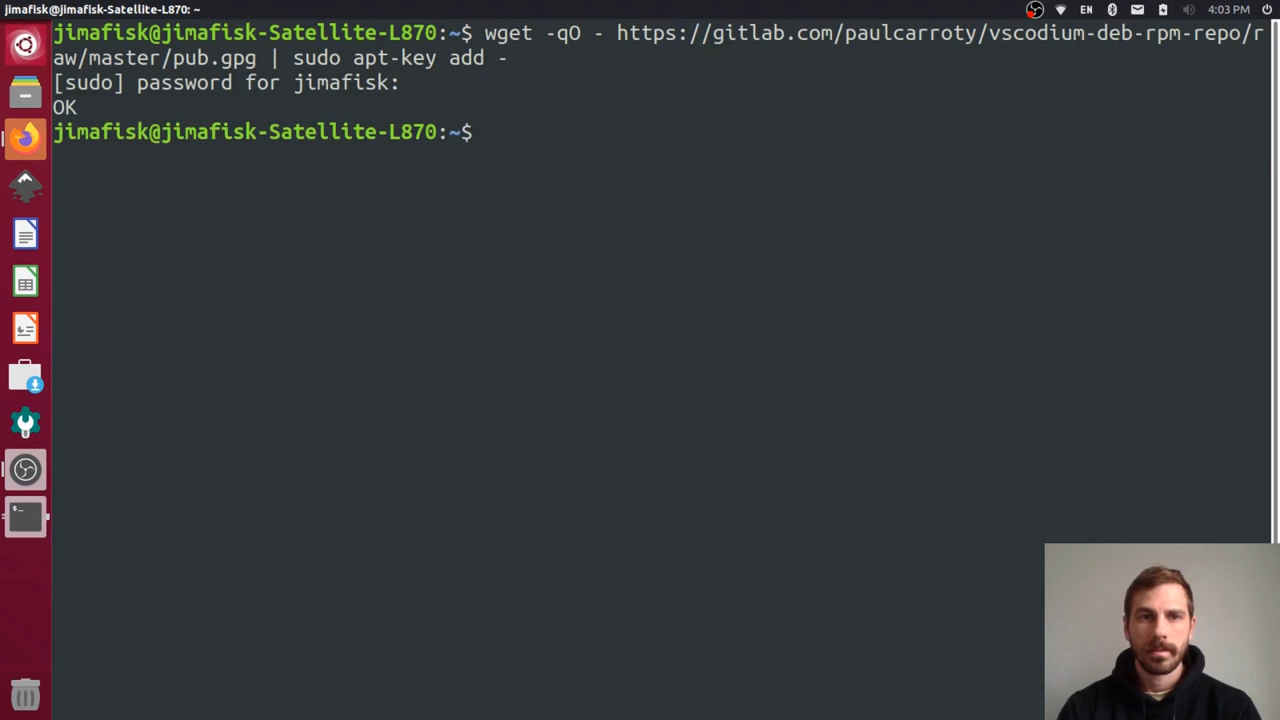 jimafisk@jimafisk-Satellite-L870: ~
EN
4:03 PM
jimafisk@jimafisk-Satellite-L870:~$ wget -qO - https://gitlab.com/paulcarroty/vscodium-deb-rpm-repo/r
aw/master/pub.gpg | sudo apt-key add -
[sudo] password for jimafisk:
OK
jimafisk@jimafisk-Satellite-L870:~$
$_